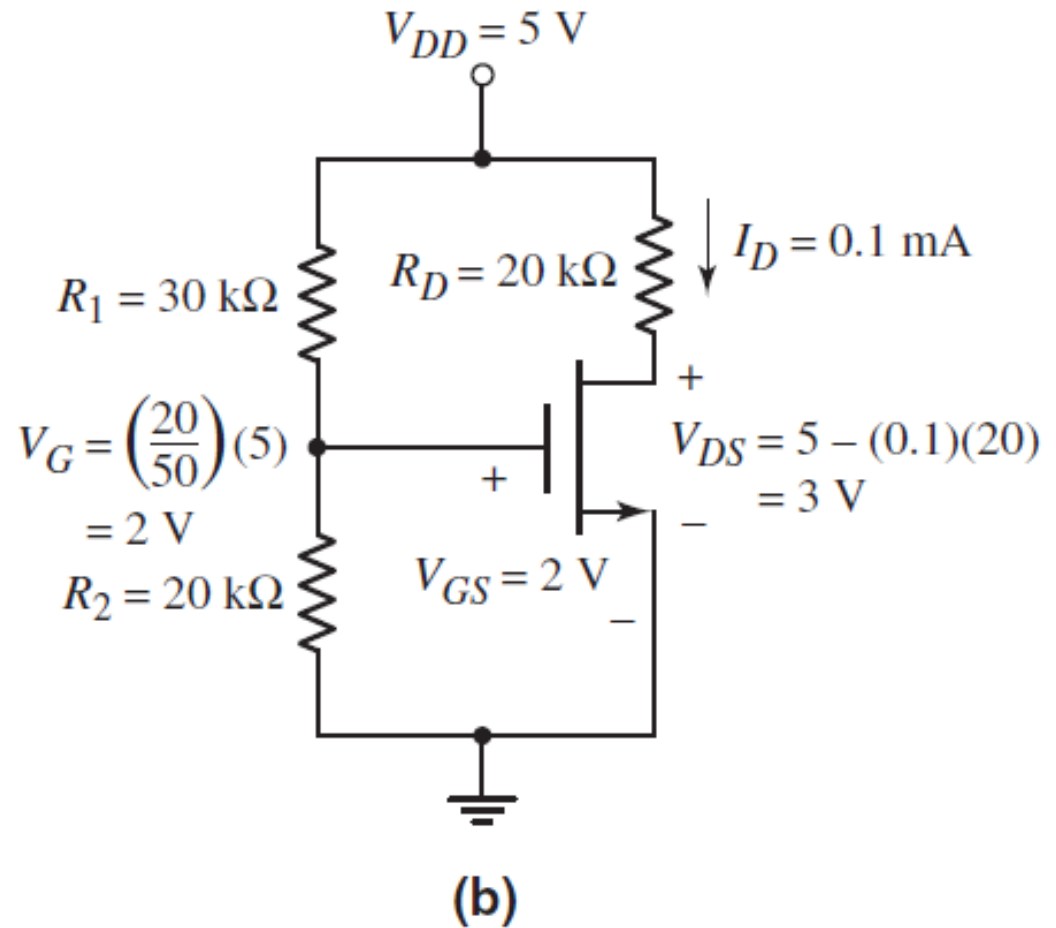 V_DD = 5 V
I_D = 0.1 mA
R_D = 20 kΩ
R_1 = 30 kΩ
+
V_G = (20/50)(5)
= 2 V
+
V_DS = 5 – (0.1)(20)
= 3 V
–
V_GS = 2 V
–
R_2 = 20 kΩ
(b)